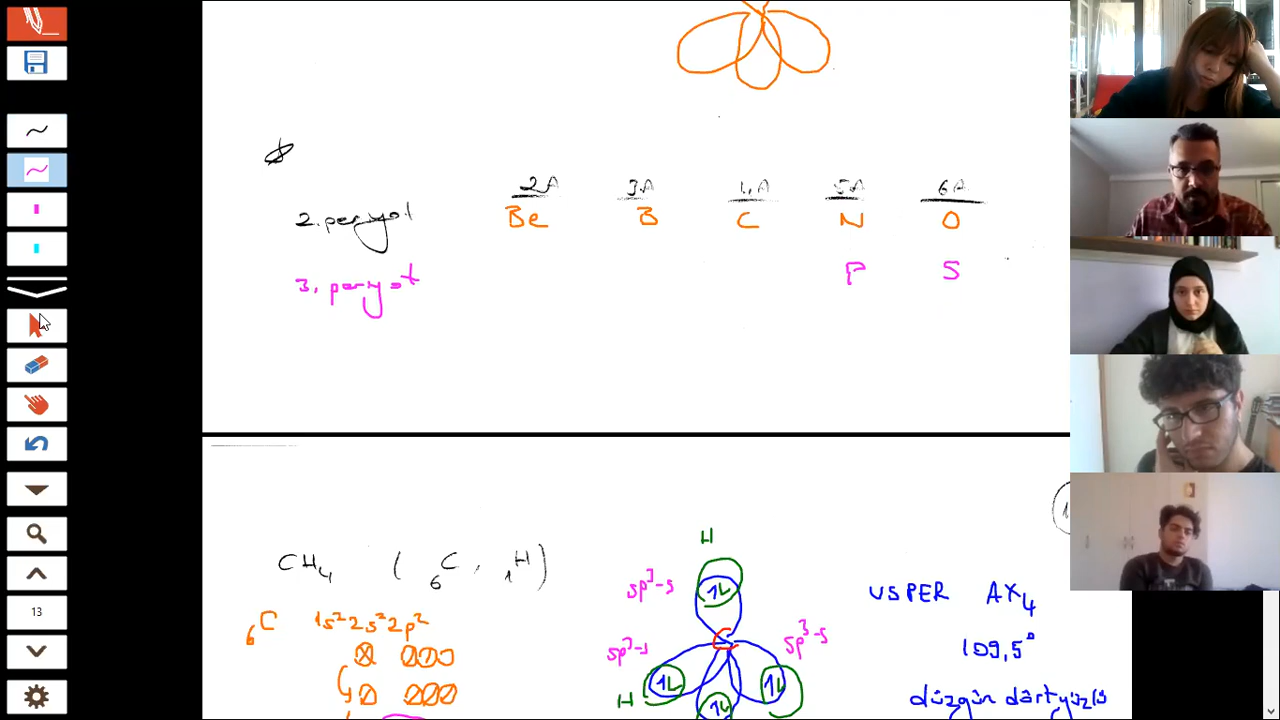 2A 3A 4A 5A 6A
2. periyot Be B C N O
3. periyot P S
CH₄ ( ₆C, ₁H)
H
sp³-s
VSPER AX₄
₆C 1s² 2s² 2p²
sp³-s
sp³-s
109,5°
H
düzgün dörtyüzlü
13